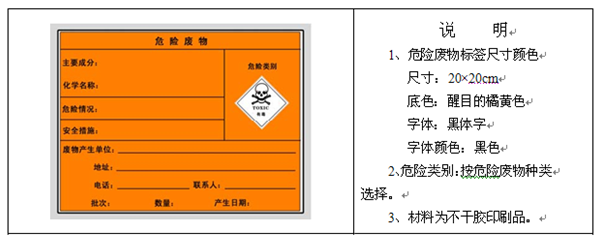 危 险 废 物
主要成分：
危险类别
化学名称：
TOXIC
有毒
危险情况：
安全措施：
废物产生单位：
地址：
电话： 联系人：
批次： 数量： 产生日期：
说 明
1、危险废物标签尺寸颜色
尺寸：20×20cm
底色：醒目的橘黄色
字体：黑体字
字体颜色：黑色
2、危险类别：按危险废物种类
选择。
3、材料为不干胶印刷品。